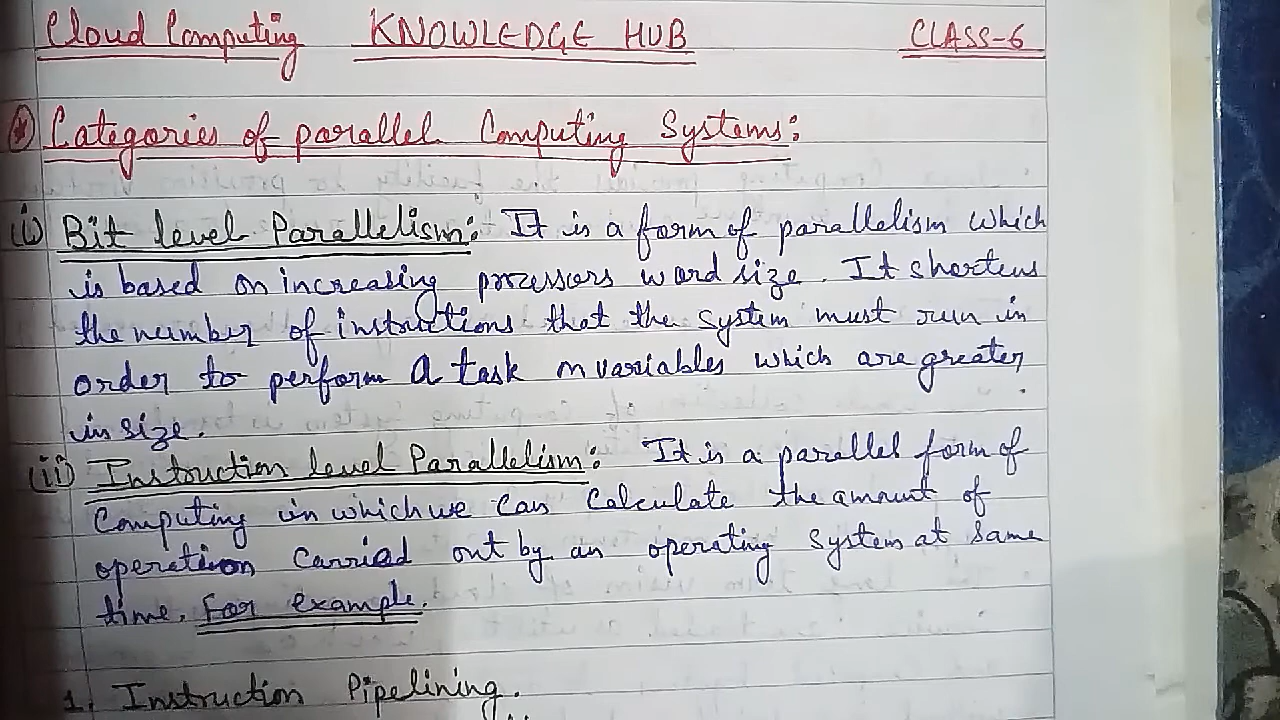 Cloud Computing KNOWLEDGE HUB CLASS-6
Categories of parallel Computing Systems:
(i) Bit level Parallelism: It is a form of parallelism which
is based on increasing processors word size. It shortens
the number of instructions that the system must run in
order to perform a task on variables which are greater
in size.
(ii) Instruction level Parallelism: It is a parallel form of
Computing in which we can calculate the amount of
operation carried out by an operating system at same
time. For example.
1. Instruction Pipelining.